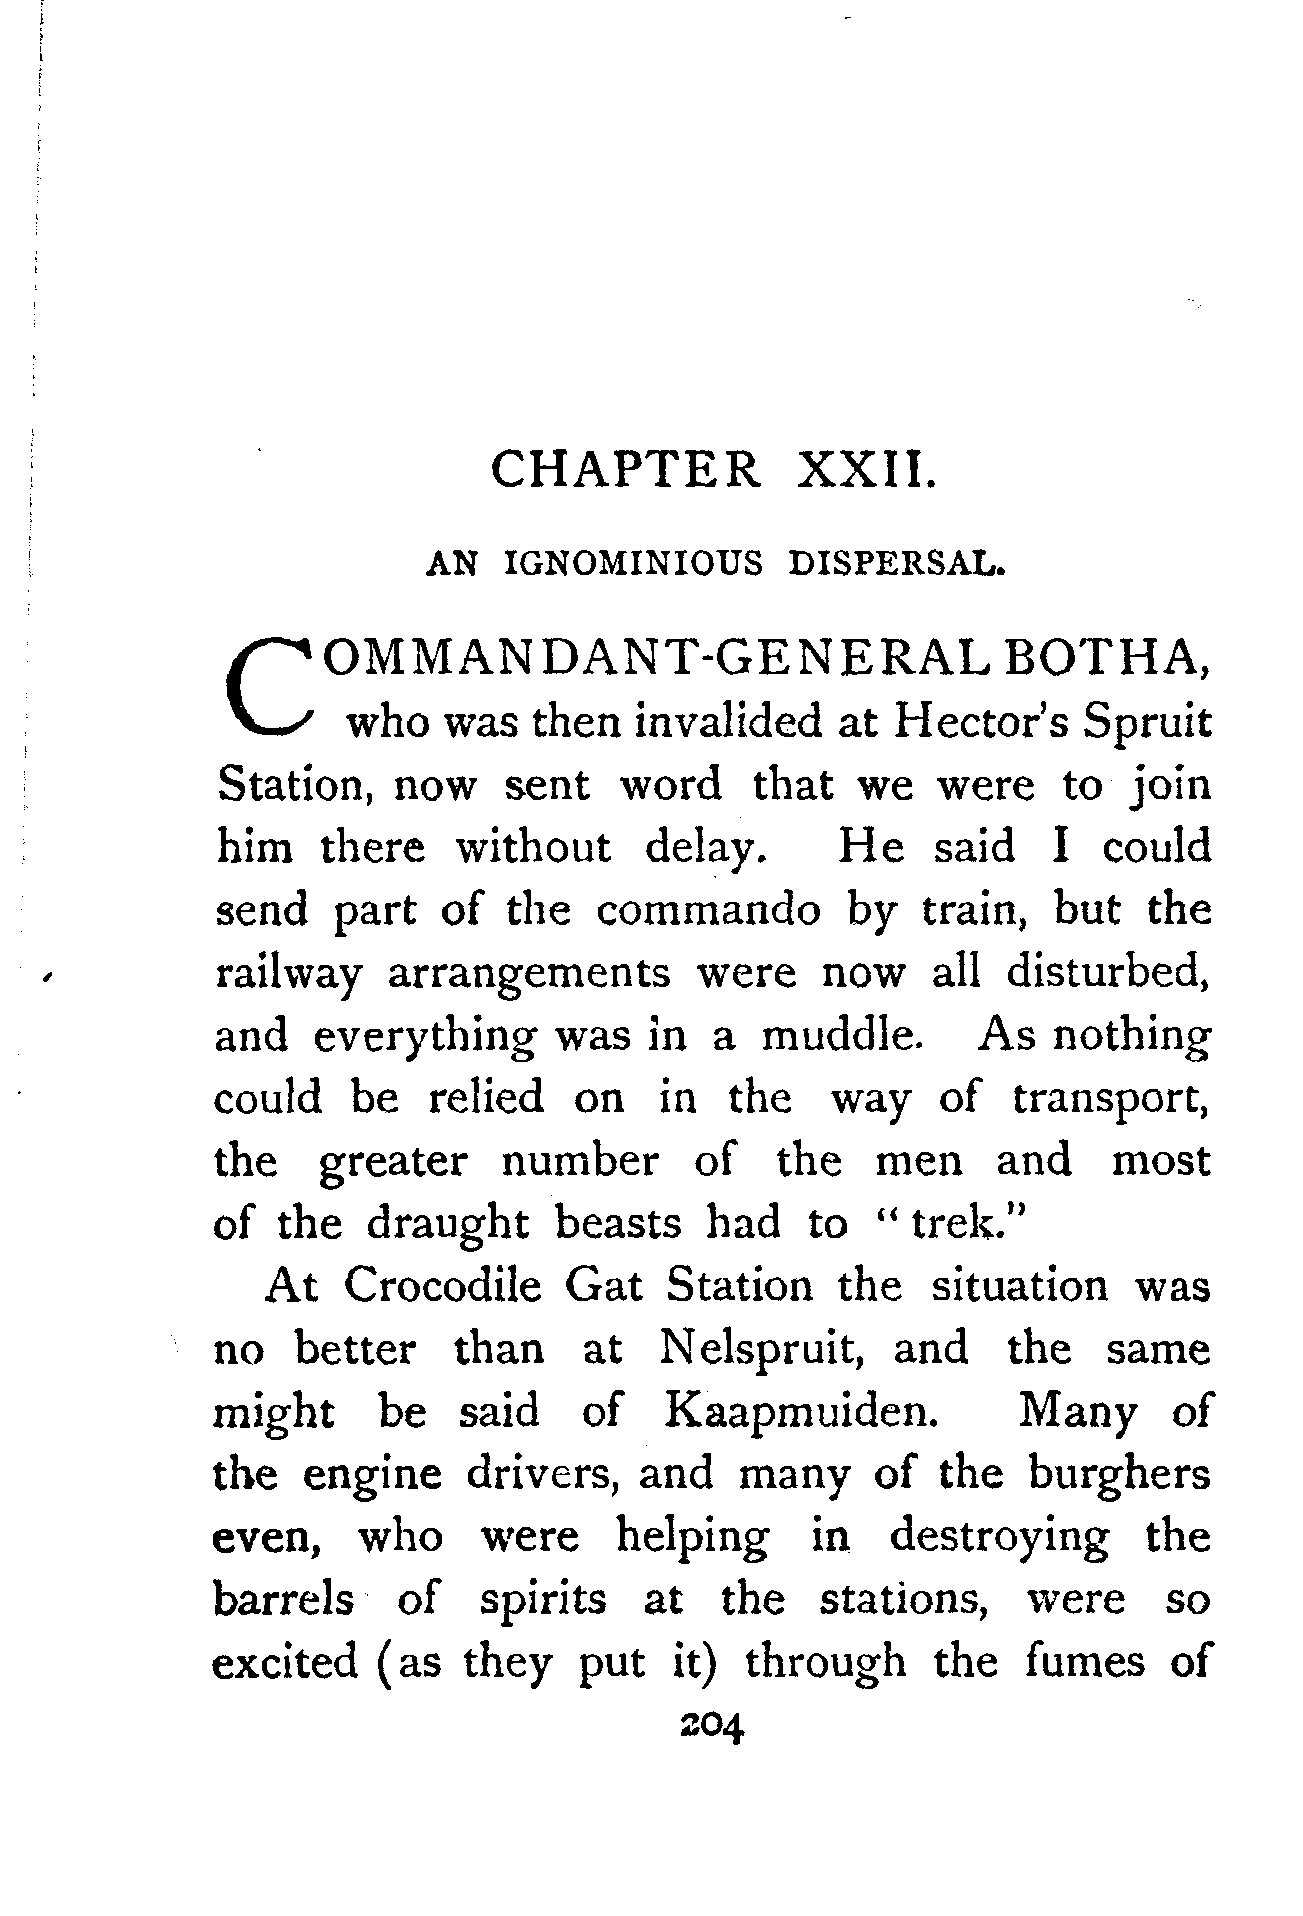 CHAPTER XXII.
AN IGNOMINIOUS DISPERSAL.
COMMANDANT-GENERAL BOTHA,
who was then invalided at Hector's Spruit
Station, now sent word that we were to join
him there without delay. He said I could
send part of the commando by train, but the
railway arrangements were now all disturbed,
and everything was in a muddle. As nothing
could be relied on in the way of transport,
the greater number of the men and most
of the draught beasts had to "trek."
At Crocodile Gat Station the situation was
no better than at Nelspruit, and the same
might be said of Kaapmuiden. Many of
the engine drivers, and many of the burghers
even, who were helping in destroying the
barrels of spirits at the stations, were so
excited (as they put it) through the fumes of
204